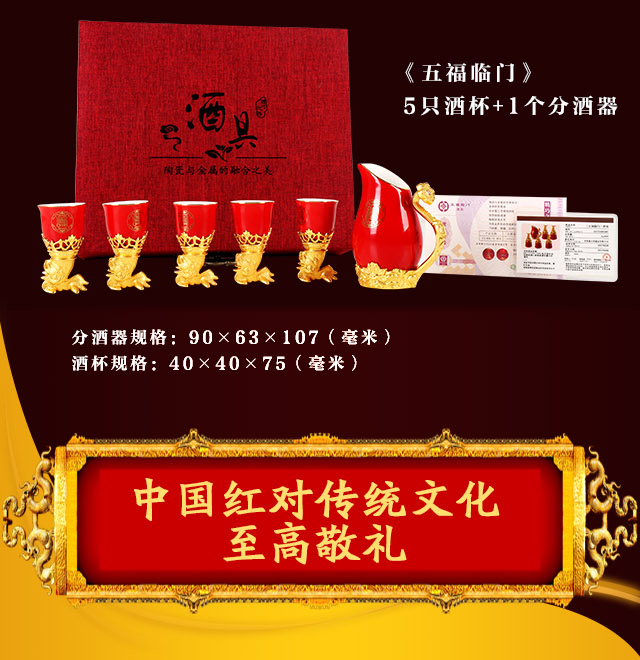 《五福临门》
5只酒杯+1个分酒器
酒具
陶瓷与金属的融合之美
分酒器规格：90×63×107（毫米）
酒杯规格：40×40×75（毫米）
中国红对传统文化
至高敬礼